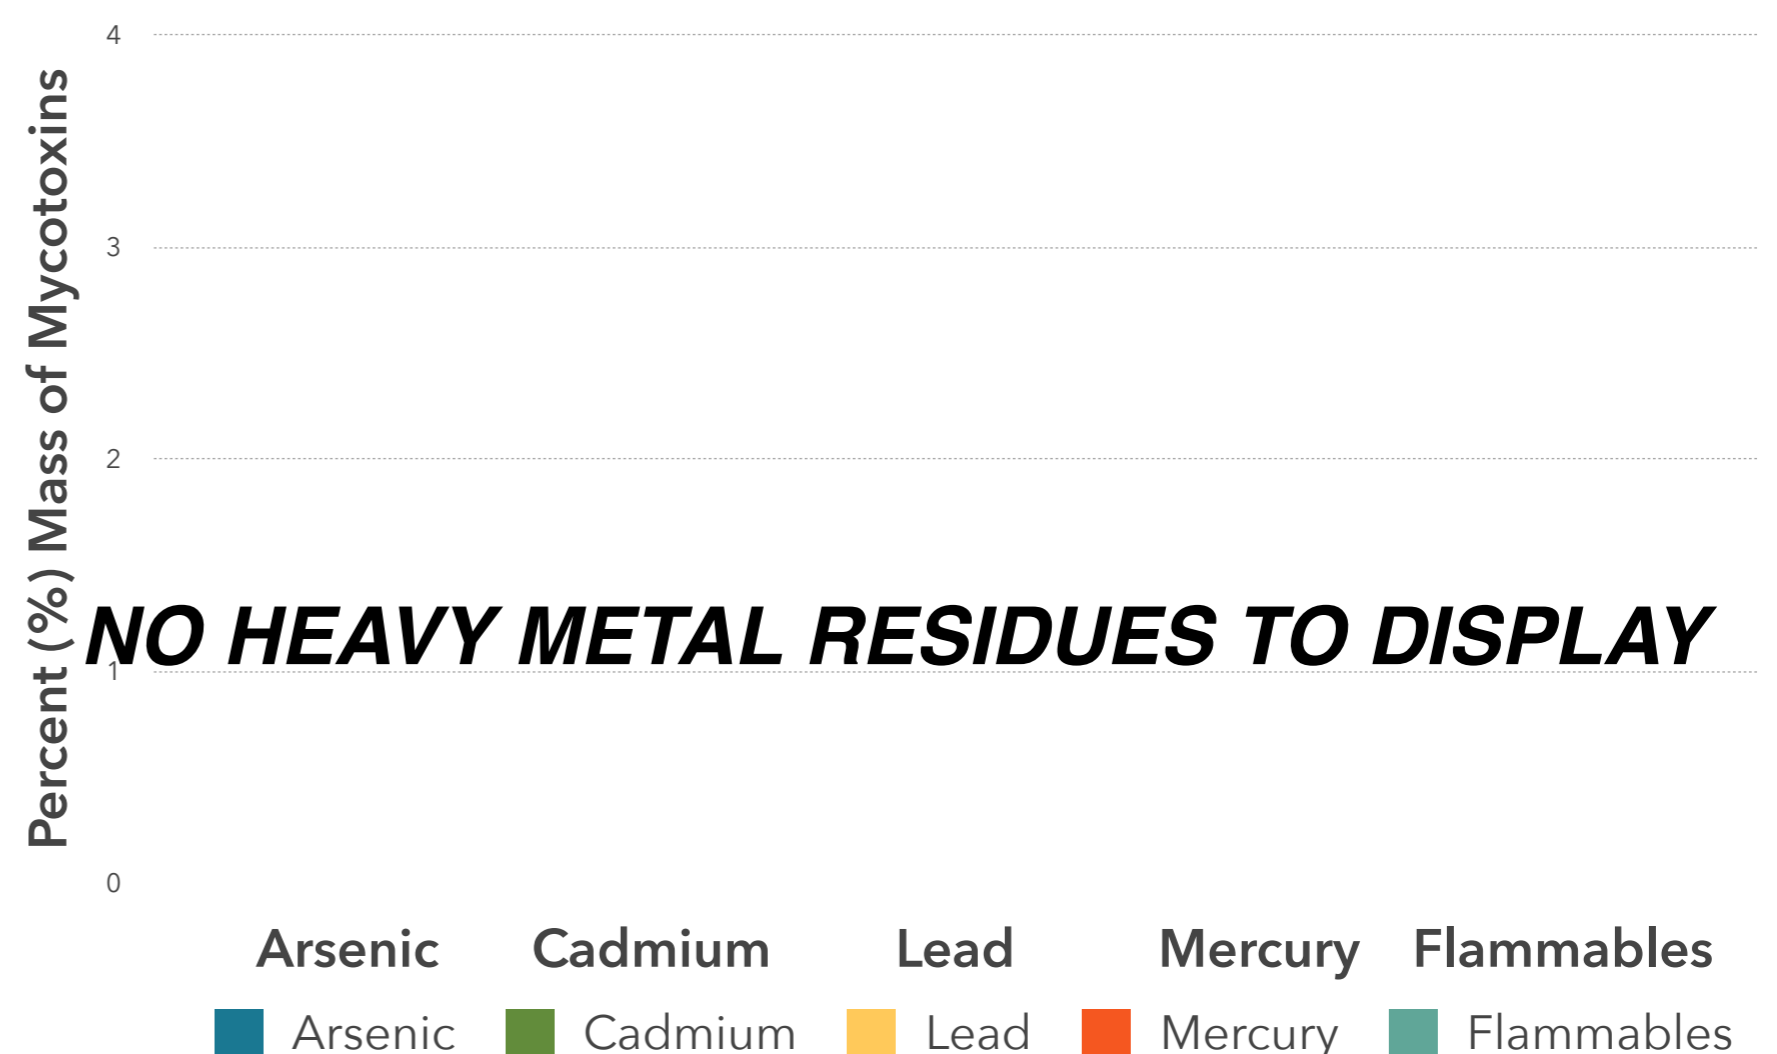 Percent (%) Mass of Mycotoxins
4
3
2
NO HEAVY METAL RESIDUES TO DISPLAY
1
0
Arsenic Cadmium Lead Mercury Flammables
Arsenic Cadmium Lead Mercury Flammables